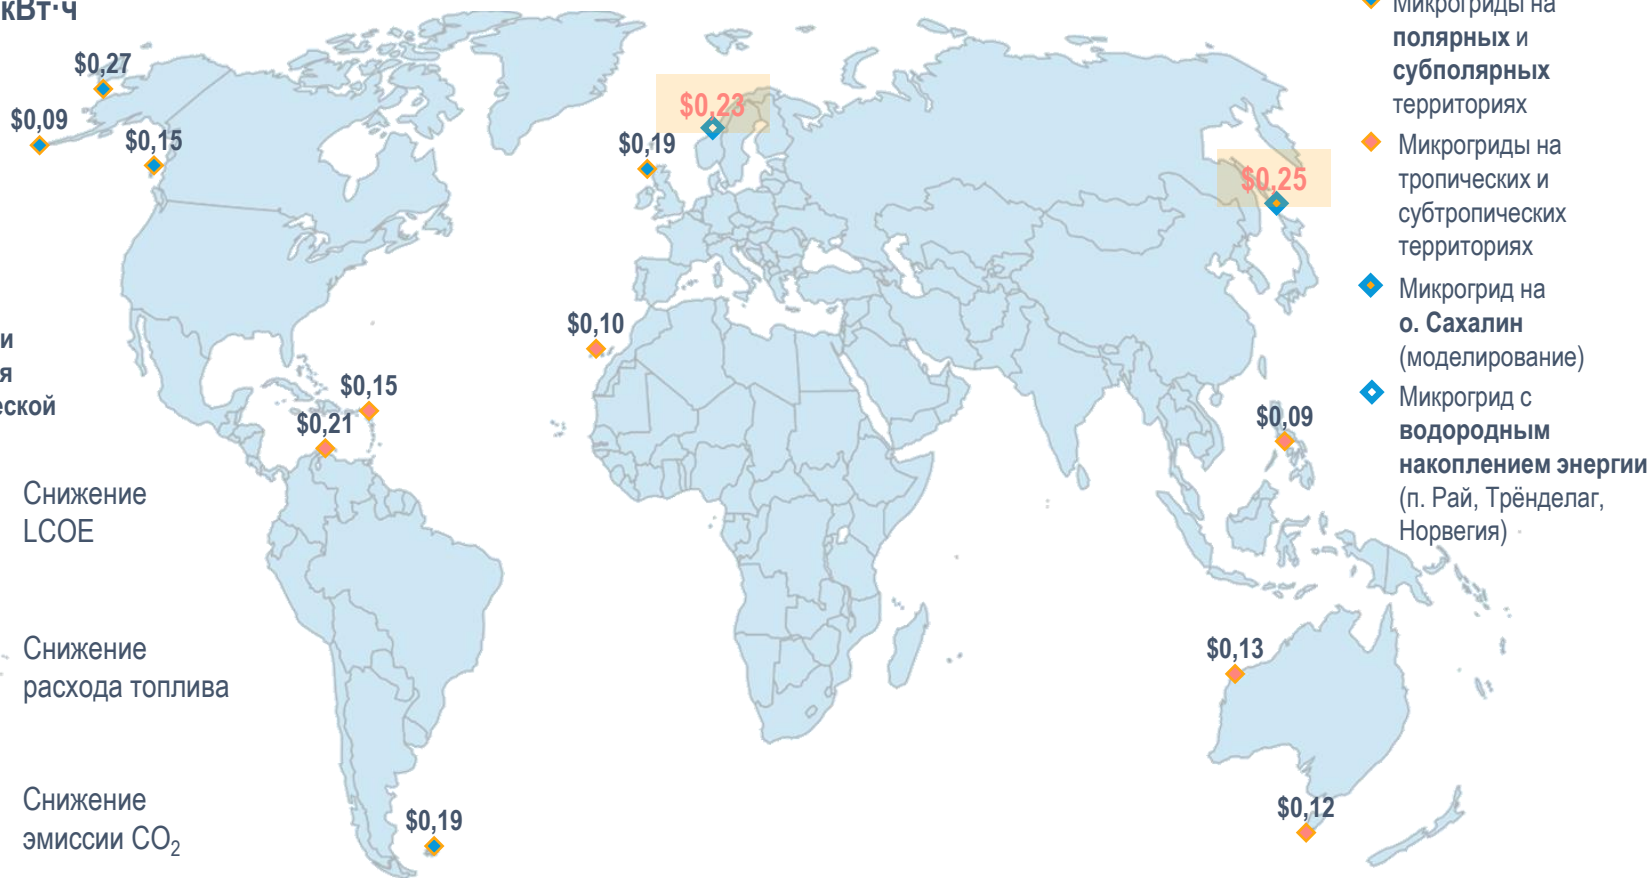 кВт·ч
$0,27
$0,09
$0,15
$0,23
$0,19
$0,25
$0,10
$0,15
$0,21
$0,09
$0,13
$0,12
$0,19
и
я
еской
Снижение
LCOE
Снижение
расхода топлива
Снижение
эмиссии CO₂
Микрогриды на
полярных и
субполярных
территориях
Микрогриды на
тропических и
субтропических
территориях
Микрогрид на
о. Сахалин
(моделирование)
Микрогрид с
водородным
накоплением энергии
(п. Рай, Трёнделаг,
Норвегия)